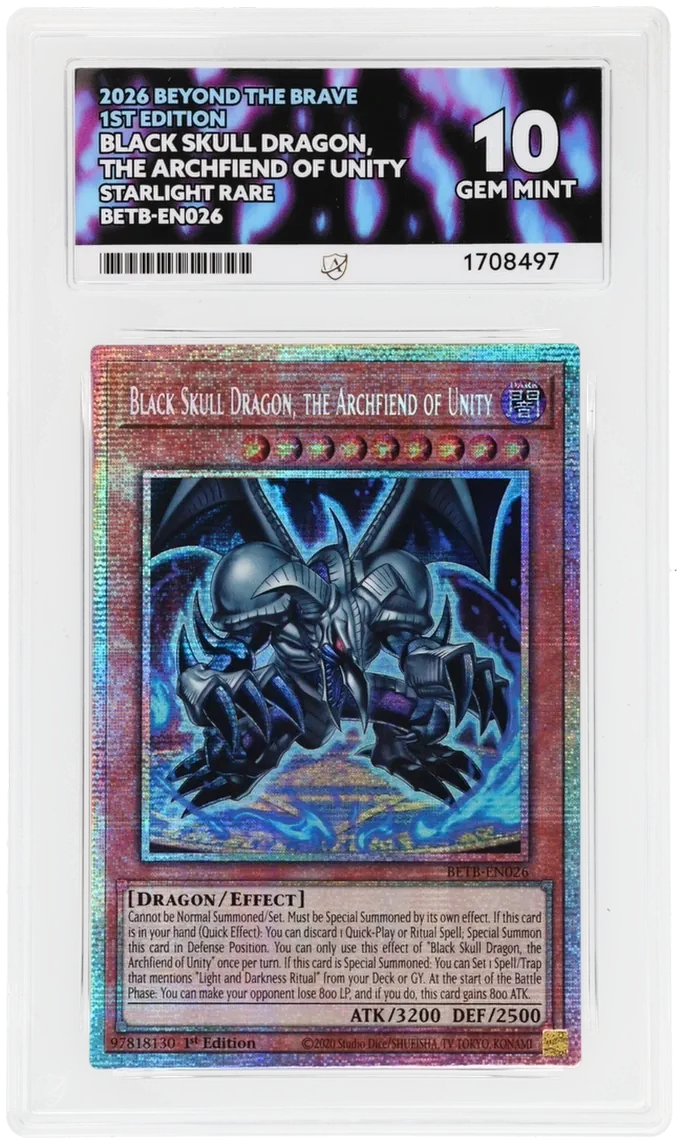 2026 BEYOND THE BRAVE
1ST EDITION
BLACK SKULL DRAGON,
THE ARCHFIEND OF UNITY
STARLIGHT RARE
BETB-EN026
10
GEM MINT
1708497
BLACK SKULL DRAGON, THE ARCHFIEND OF UNITY
DARK
闇
BETB-EN026
[DRAGON/EFFECT]
Cannot be Normal Summoned/Set. Must be Special Summoned by its own effect. If this card
is in your hand (Quick Effect): You can discard 1 Quick-Play or Ritual Spell; Special Summon
this card in Defense Position. You can only use this effect of "Black Skull Dragon, the
Archfiend of Unity" once per turn. If this card is Special Summoned: You can Set 1 Spell/Trap
that mentions "Light and Darkness Ritual" from your Deck or GY. At the start of the Battle
Phase: You can make your opponent lose 800 LP, and if you do, this card gains 800 ATK.
ATK/3200 DEF/2500
97818130 1st Edition ©2020 Studio Dice/SHUEISHA, TV TOKYO, KONAMI